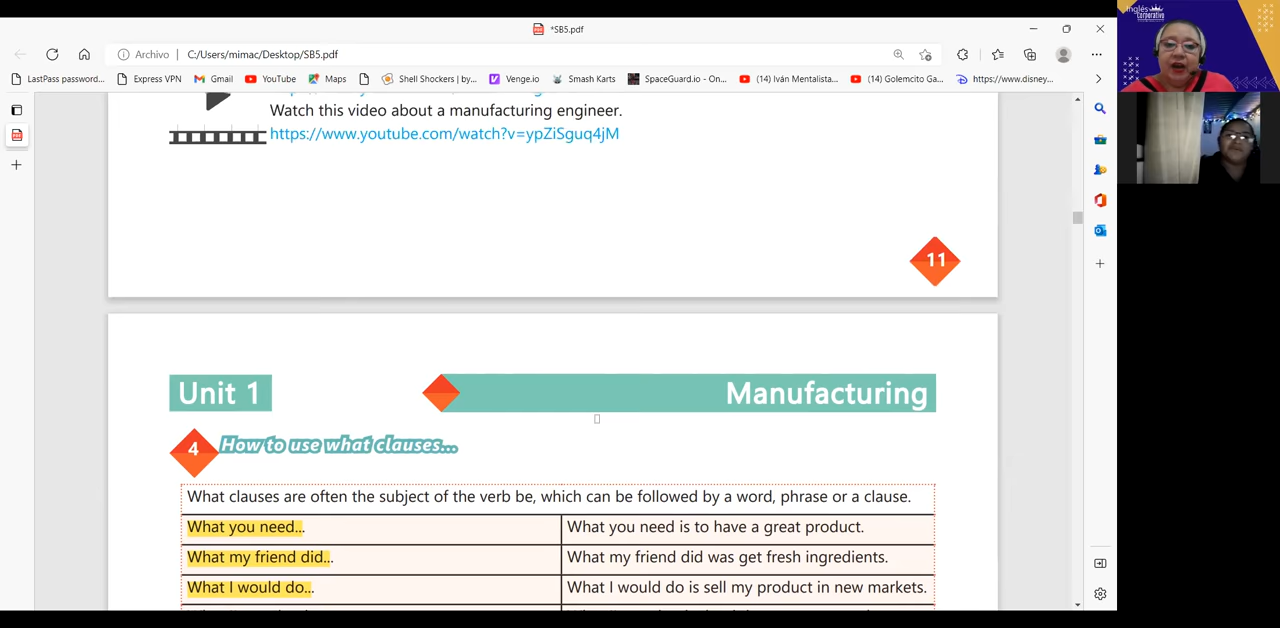 *SB5.pdf
Inglés
Corporativo
Archivo | C:/Users/mimac/Desktop/SB5.pdf
LastPass password... Express VPN Gmail YouTube Maps Shell Shockers | by... Venge.io Smash Karts SpaceGuard.io - On... (14) Iván Mentalista... (14) Golemcito Ga... https://www.disney...
Watch this video about a manufacturing engineer.
https://www.youtube.com/watch?v=ypZiSguq4jM
11
Unit 1 Manufacturing
4 How to use what clauses...
What clauses are often the subject of the verb be, which can be followed by a word, phrase or a clause.
What you need... What you need is to have a great product.
What my friend did... What my friend did was get fresh ingredients.
What I would do... What I would do is sell my product in new markets.